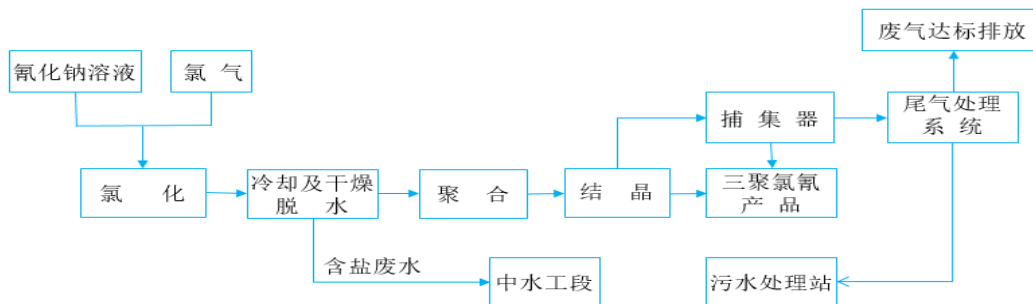 废气达标排放
氰化钠溶液
氯 气
捕 集 器
尾气处理
系 统
氯 化
冷却及干燥
脱 水
聚 合
结 晶
三聚氯氰
产 品
含盐废水
中水工段
污水处理站